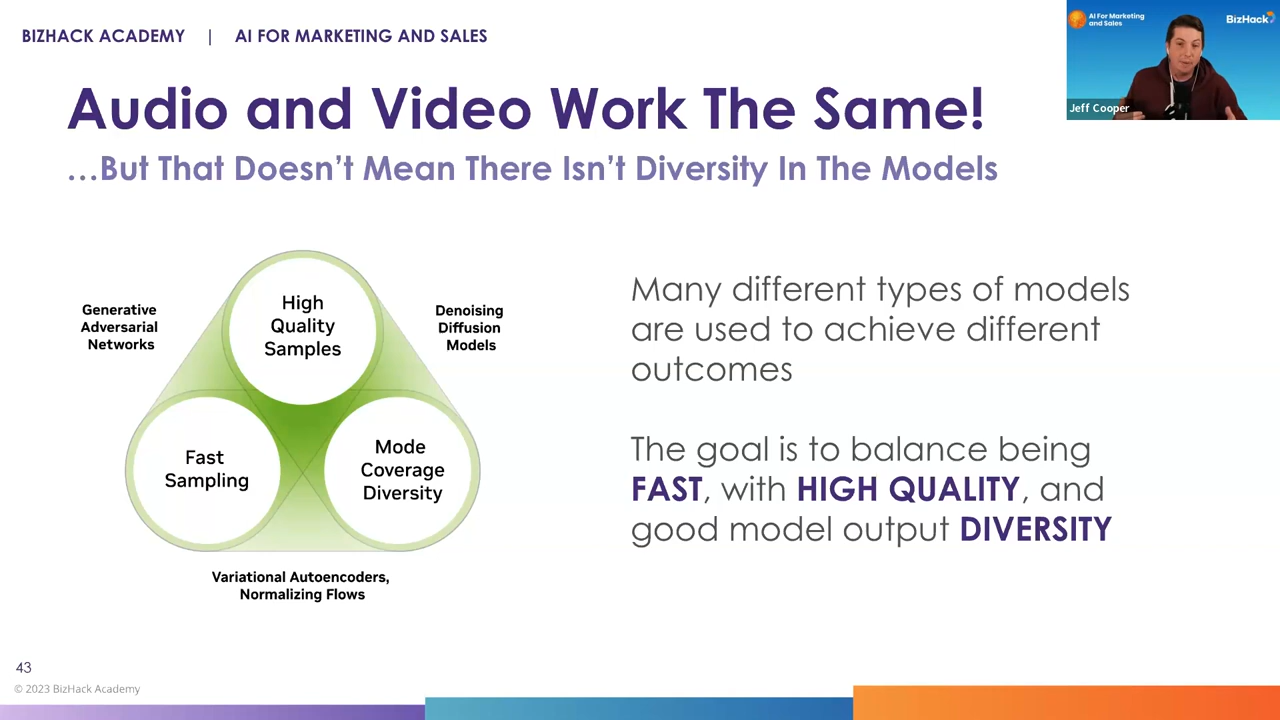 BIZHACK ACADEMY | AI FOR MARKETING AND SALES
AI For Marketing
and Sales
BizHack
Jeff Cooper
Audio and Video Work The Same!
…But That Doesn't Mean There Isn't Diversity In The Models
Generative
Adversarial
Networks
High
Quality
Samples
Denoising
Diffusion
Models
Fast
Sampling
Mode
Coverage
Diversity
Variational Autoencoders,
Normalizing Flows
Many different types of models
are used to achieve different
outcomes
The goal is to balance being
FAST, with HIGH QUALITY, and
good model output DIVERSITY
43
© 2023 BizHack Academy